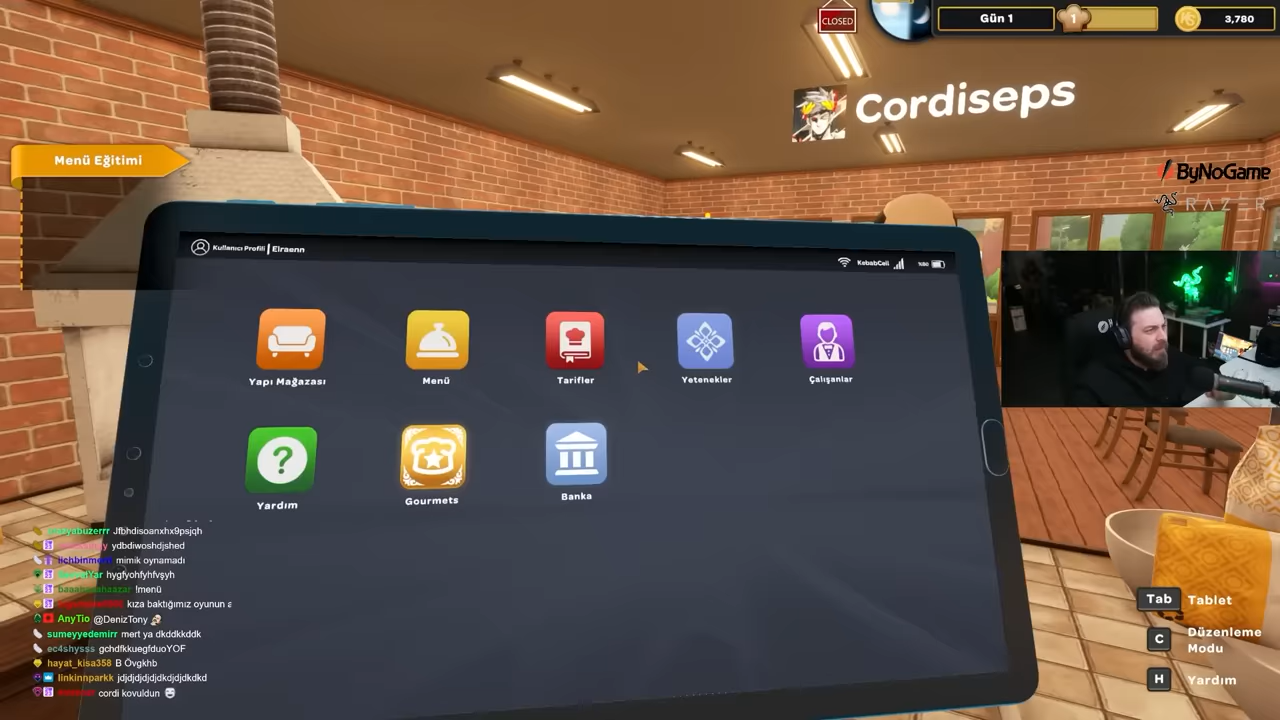 CLOSED
Gün 1
1
3,780
Cordiseps
Menü Eğitimi
ByNoGame
RAZER
Kullanıcı Profili | Elraenn
KebabCell
%80
Yapı Mağazası
Menü
Tarifler
Yetenekler
Çalışanlar
Yardım
Gourmets
Banka
Jfbhdisoanxhx9psjqh
ydbdiwoshdjshed
mimik oynamadı
hygfyohfyhfvşyh
!menü
kıza baktığımız oyunun a
AnyTio @DenizTony
sumeyyedemirr mert ya dkddkkddk
ec4shysss gchdfkkuegfduoYOF
hayat_kisa358 B Övgkhb
linkinnparkk jdjdjdjdjdkdjdjdkdkd
cordi kovuldun
Tab Tablet
C Düzenleme
Modu
H Yardım